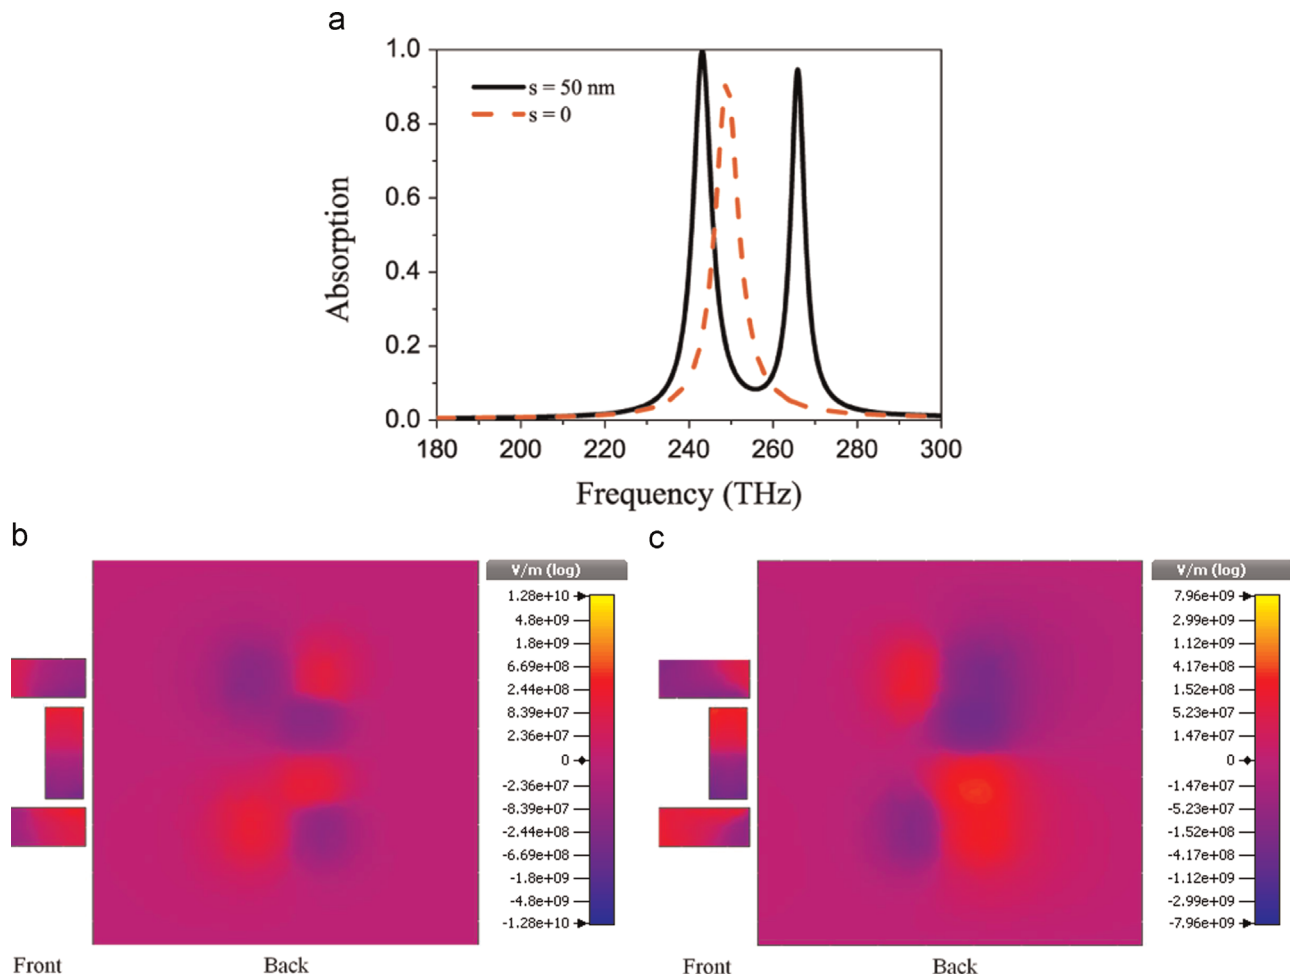 a
1.0
0.8
0.6
0.4
0.2
0.0
Absorption
s = 50 nm
s = 0
180 200 220 240 260 280 300
Frequency (THz)
b
V/m (log)
1.28e+10
4.8e+09
1.8e+09
6.69e+08
2.44e+08
8.39e+07
2.36e+07
0
-2.36e+07
-8.39e+07
-2.44e+08
-6.69e+08
-1.8e+09
-4.8e+09
-1.28e+10
Front Back
c
V/m (log)
7.96e+09
2.99e+09
1.12e+09
4.17e+08
1.52e+08
5.23e+07
1.47e+07
0
-1.47e+07
-5.23e+07
-1.52e+08
-4.17e+08
-1.12e+09
-2.99e+09
-7.96e+09
Front Back